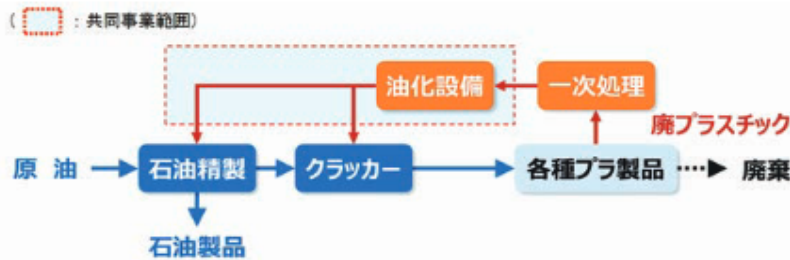 ( : 共同事業範囲)
油化設備
一次処理
廃プラスチック
原油
石油精製
クラッカー
各種プラ製品
廃棄
石油製品